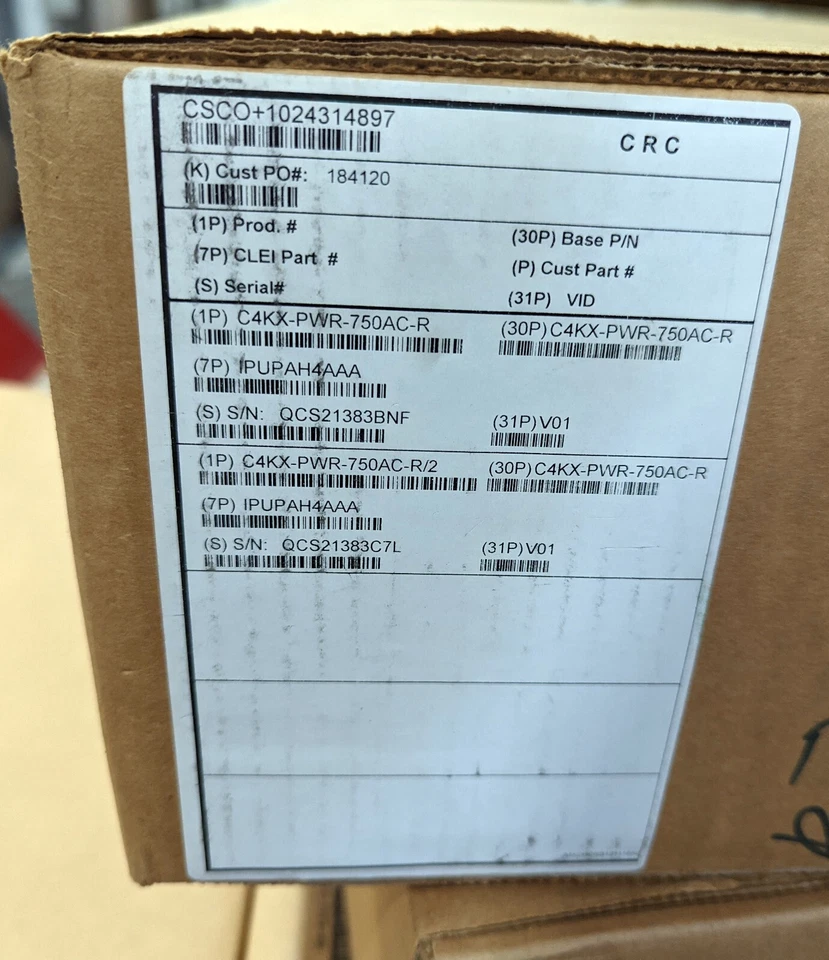 CSCO+1024314897
C R C
(K) Cust PO#: 184120
(1P) Prod. #
(30P) Base P/N
(7P) CLEI Part #
(P) Cust Part #
(S) Serial#
(31P) VID
(1P) C4KX-PWR-750AC-R
(30P)C4KX-PWR-750AC-R
(7P) IPUPAH4AAA
(S) S/N: QCS21383BNF
(31P)V01
(1P) C4KX-PWR-750AC-R/2
(30P)C4KX-PWR-750AC-R
(7P) IPUPAH4AAA
(S) S/N: QCS21383C7L
(31P)V01